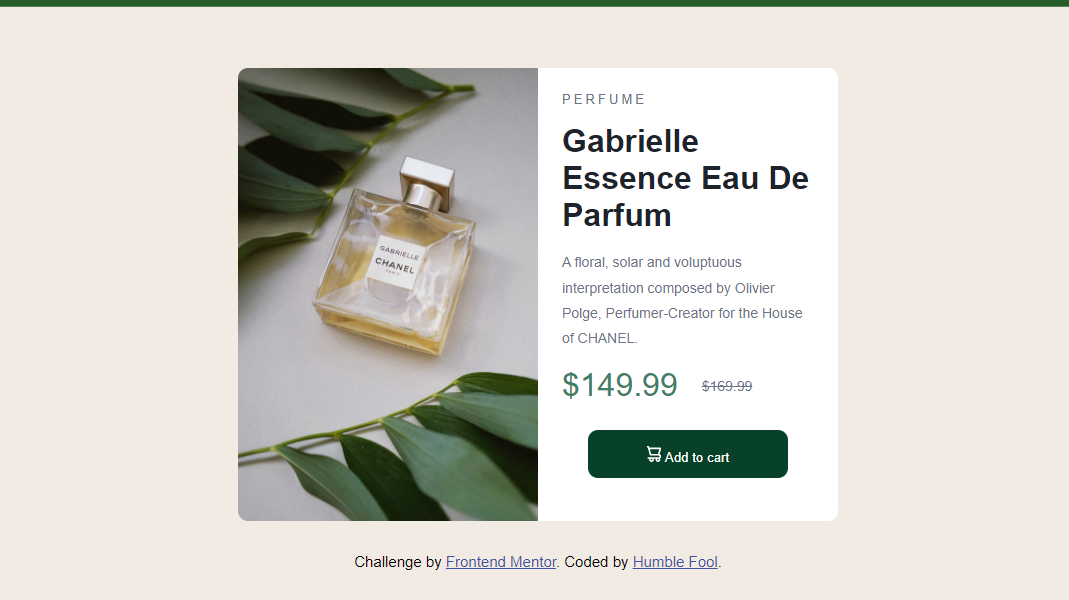 GABRIELLE
CHANEL
PARIS
PERFUME
Gabrielle
Essence Eau De
Parfum
A floral, solar and voluptuous
interpretation composed by Olivier
Polge, Perfumer-Creator for the House
of CHANEL.
$149.99 $169.99
Add to cart
Challenge by Frontend Mentor. Coded by Humble Fool.